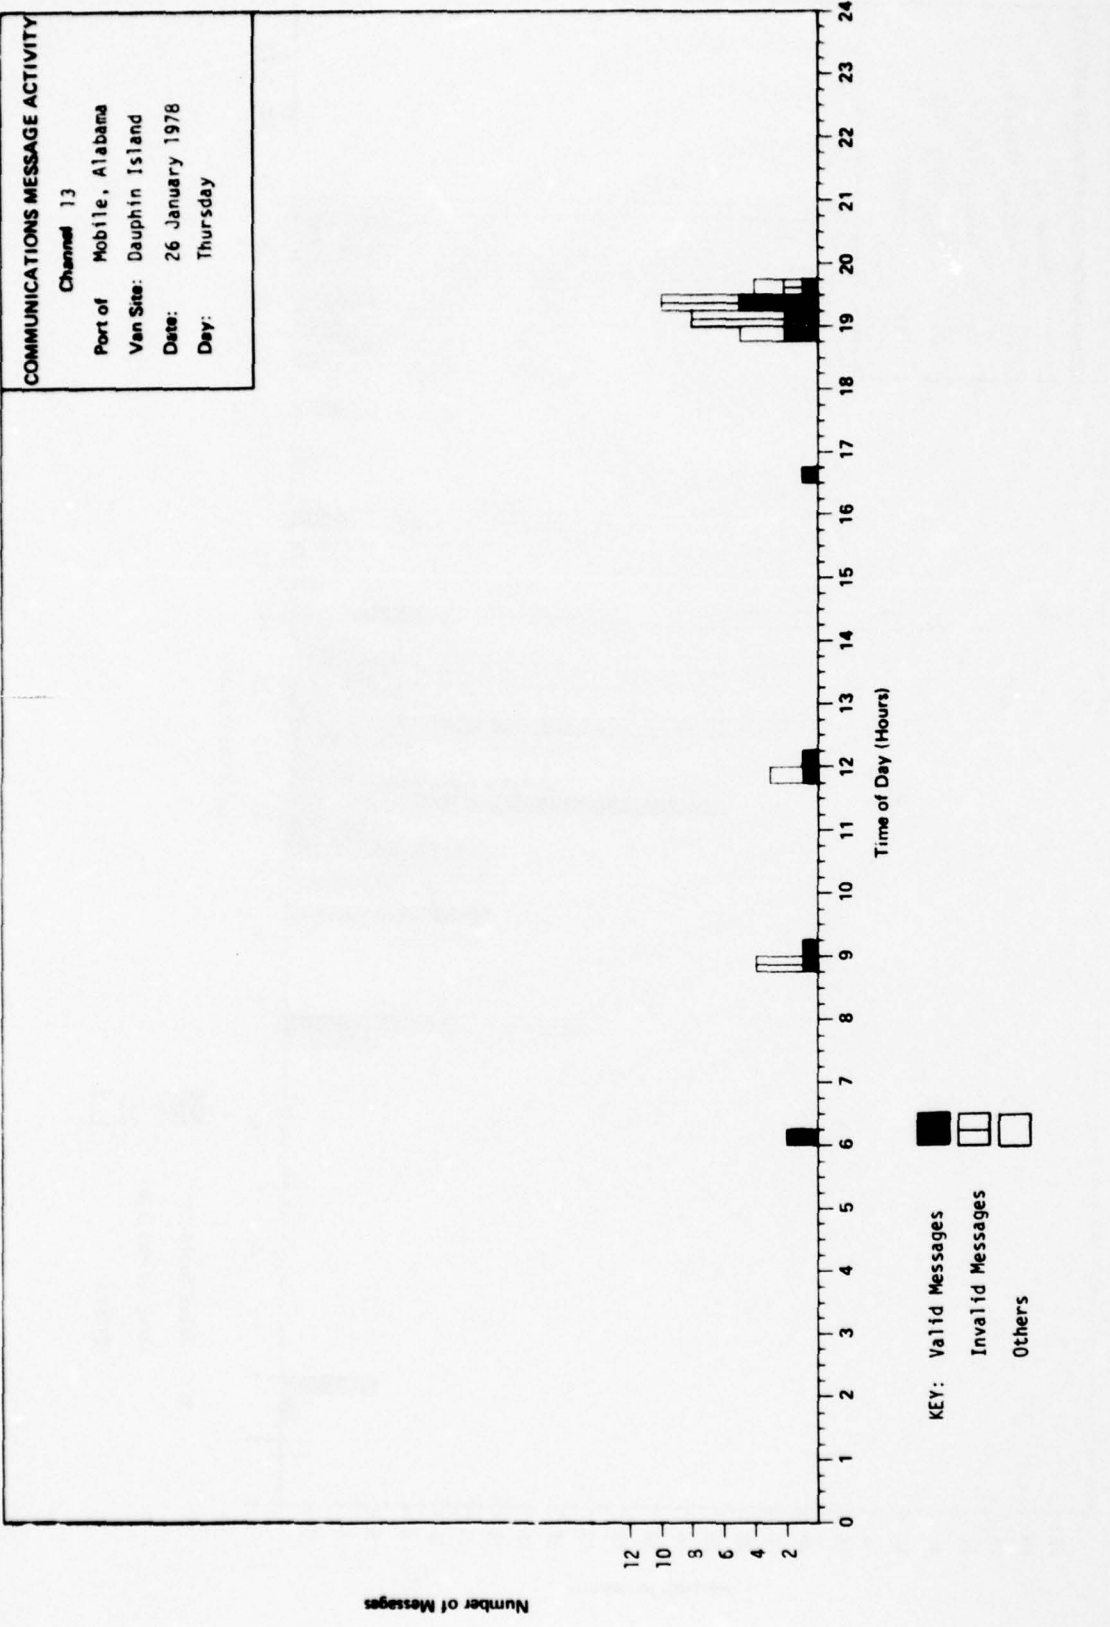 COMMUNICATIONS MESSAGE ACTIVITY
Channel 13
Port of Mobile, Alabama
Van Site: Dauphin Island
Date: 26 January 1978
Day: Thursday
Number of Messages
12
10
8
6
4
2
0 1 2 3 4 5 6 7 8 9 10 11 12 13 14 15 16 17 18 19 20 21 22 23 24
Time of Day (Hours)
KEY: Valid Messages
Invalid Messages
Others